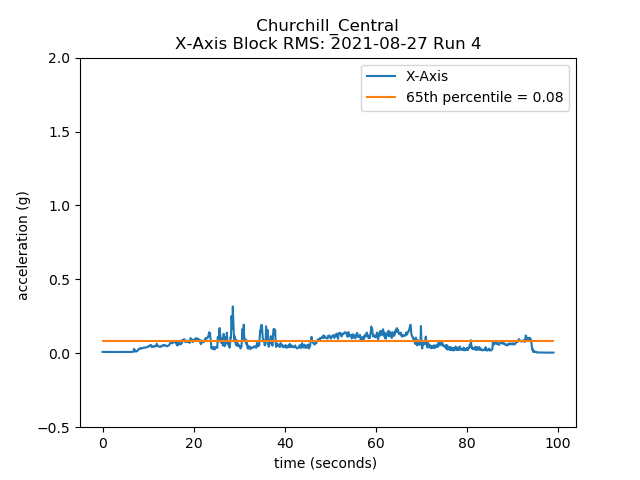 Churchill_Central
X-Axis Block RMS: 2021-08-27 Run 4
2.0
1.5
1.0
0.5
0.0
−0.5
acceleration (g)
X-Axis
65th percentile = 0.08
0 20 40 60 80 100
time (seconds)